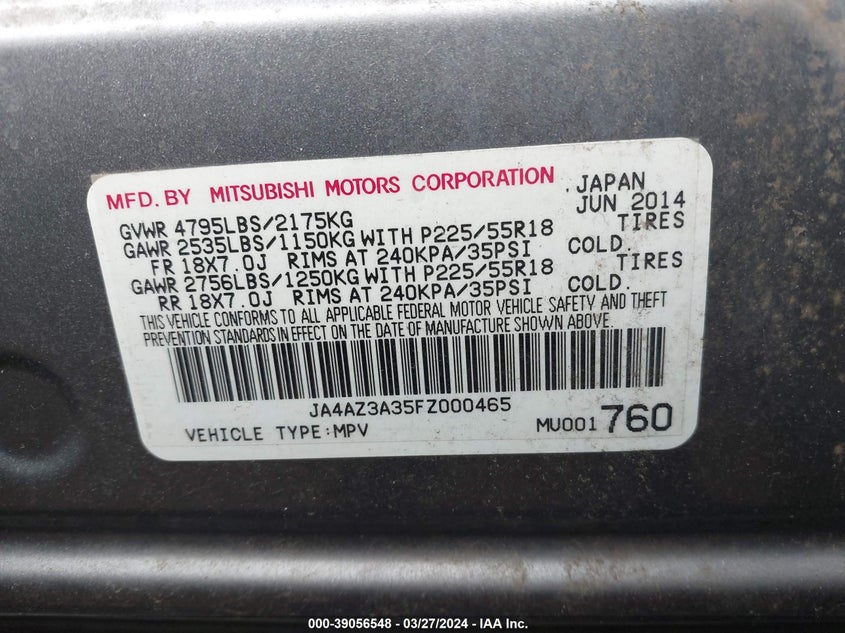 MFD. BY MITSUBISHI MOTORS CORPORATION . JAPAN
GVWR 4795LBS/2175KG JUN 2014
GAWR 2535LBS/1150KG WITH P225/55R18 TIRES
FR 18X7.0J RIMS AT 240KPA/35PSI COLD.
GAWR 2756LBS/1250KG WITH P225/55R18 TIRES
RR 18X7.0J RIMS AT 240KPA/35PSI COLD.
THIS VEHICLE CONFORMS TO ALL APPLICABLE FEDERAL MOTOR VEHICLE SAFETY AND THEFT
PREVENTION STANDARDS IN EFFECT ON THE DATE OF MANUFACTURE SHOWN ABOVE.
JA4AZ3A35FZ000465
VEHICLE TYPE:MPV MU001760
000-39056548 - 03/27/2024 - IAA Inc.